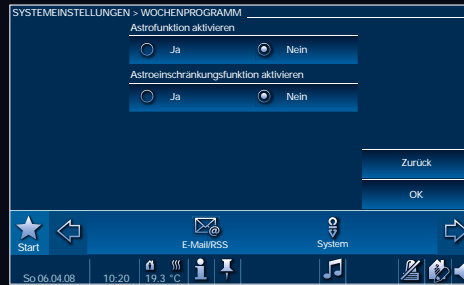 SYSTEMEINSTELLUNGEN > WOCHENPROGRAMM
Astrofunktion aktivieren
Ja Nein
Astroeinschränkungsfunktion aktivieren
Ja Nein
Zurück
OK
Start E-Mail/RSS System
So 06.04.08 10:20 19.3 °C